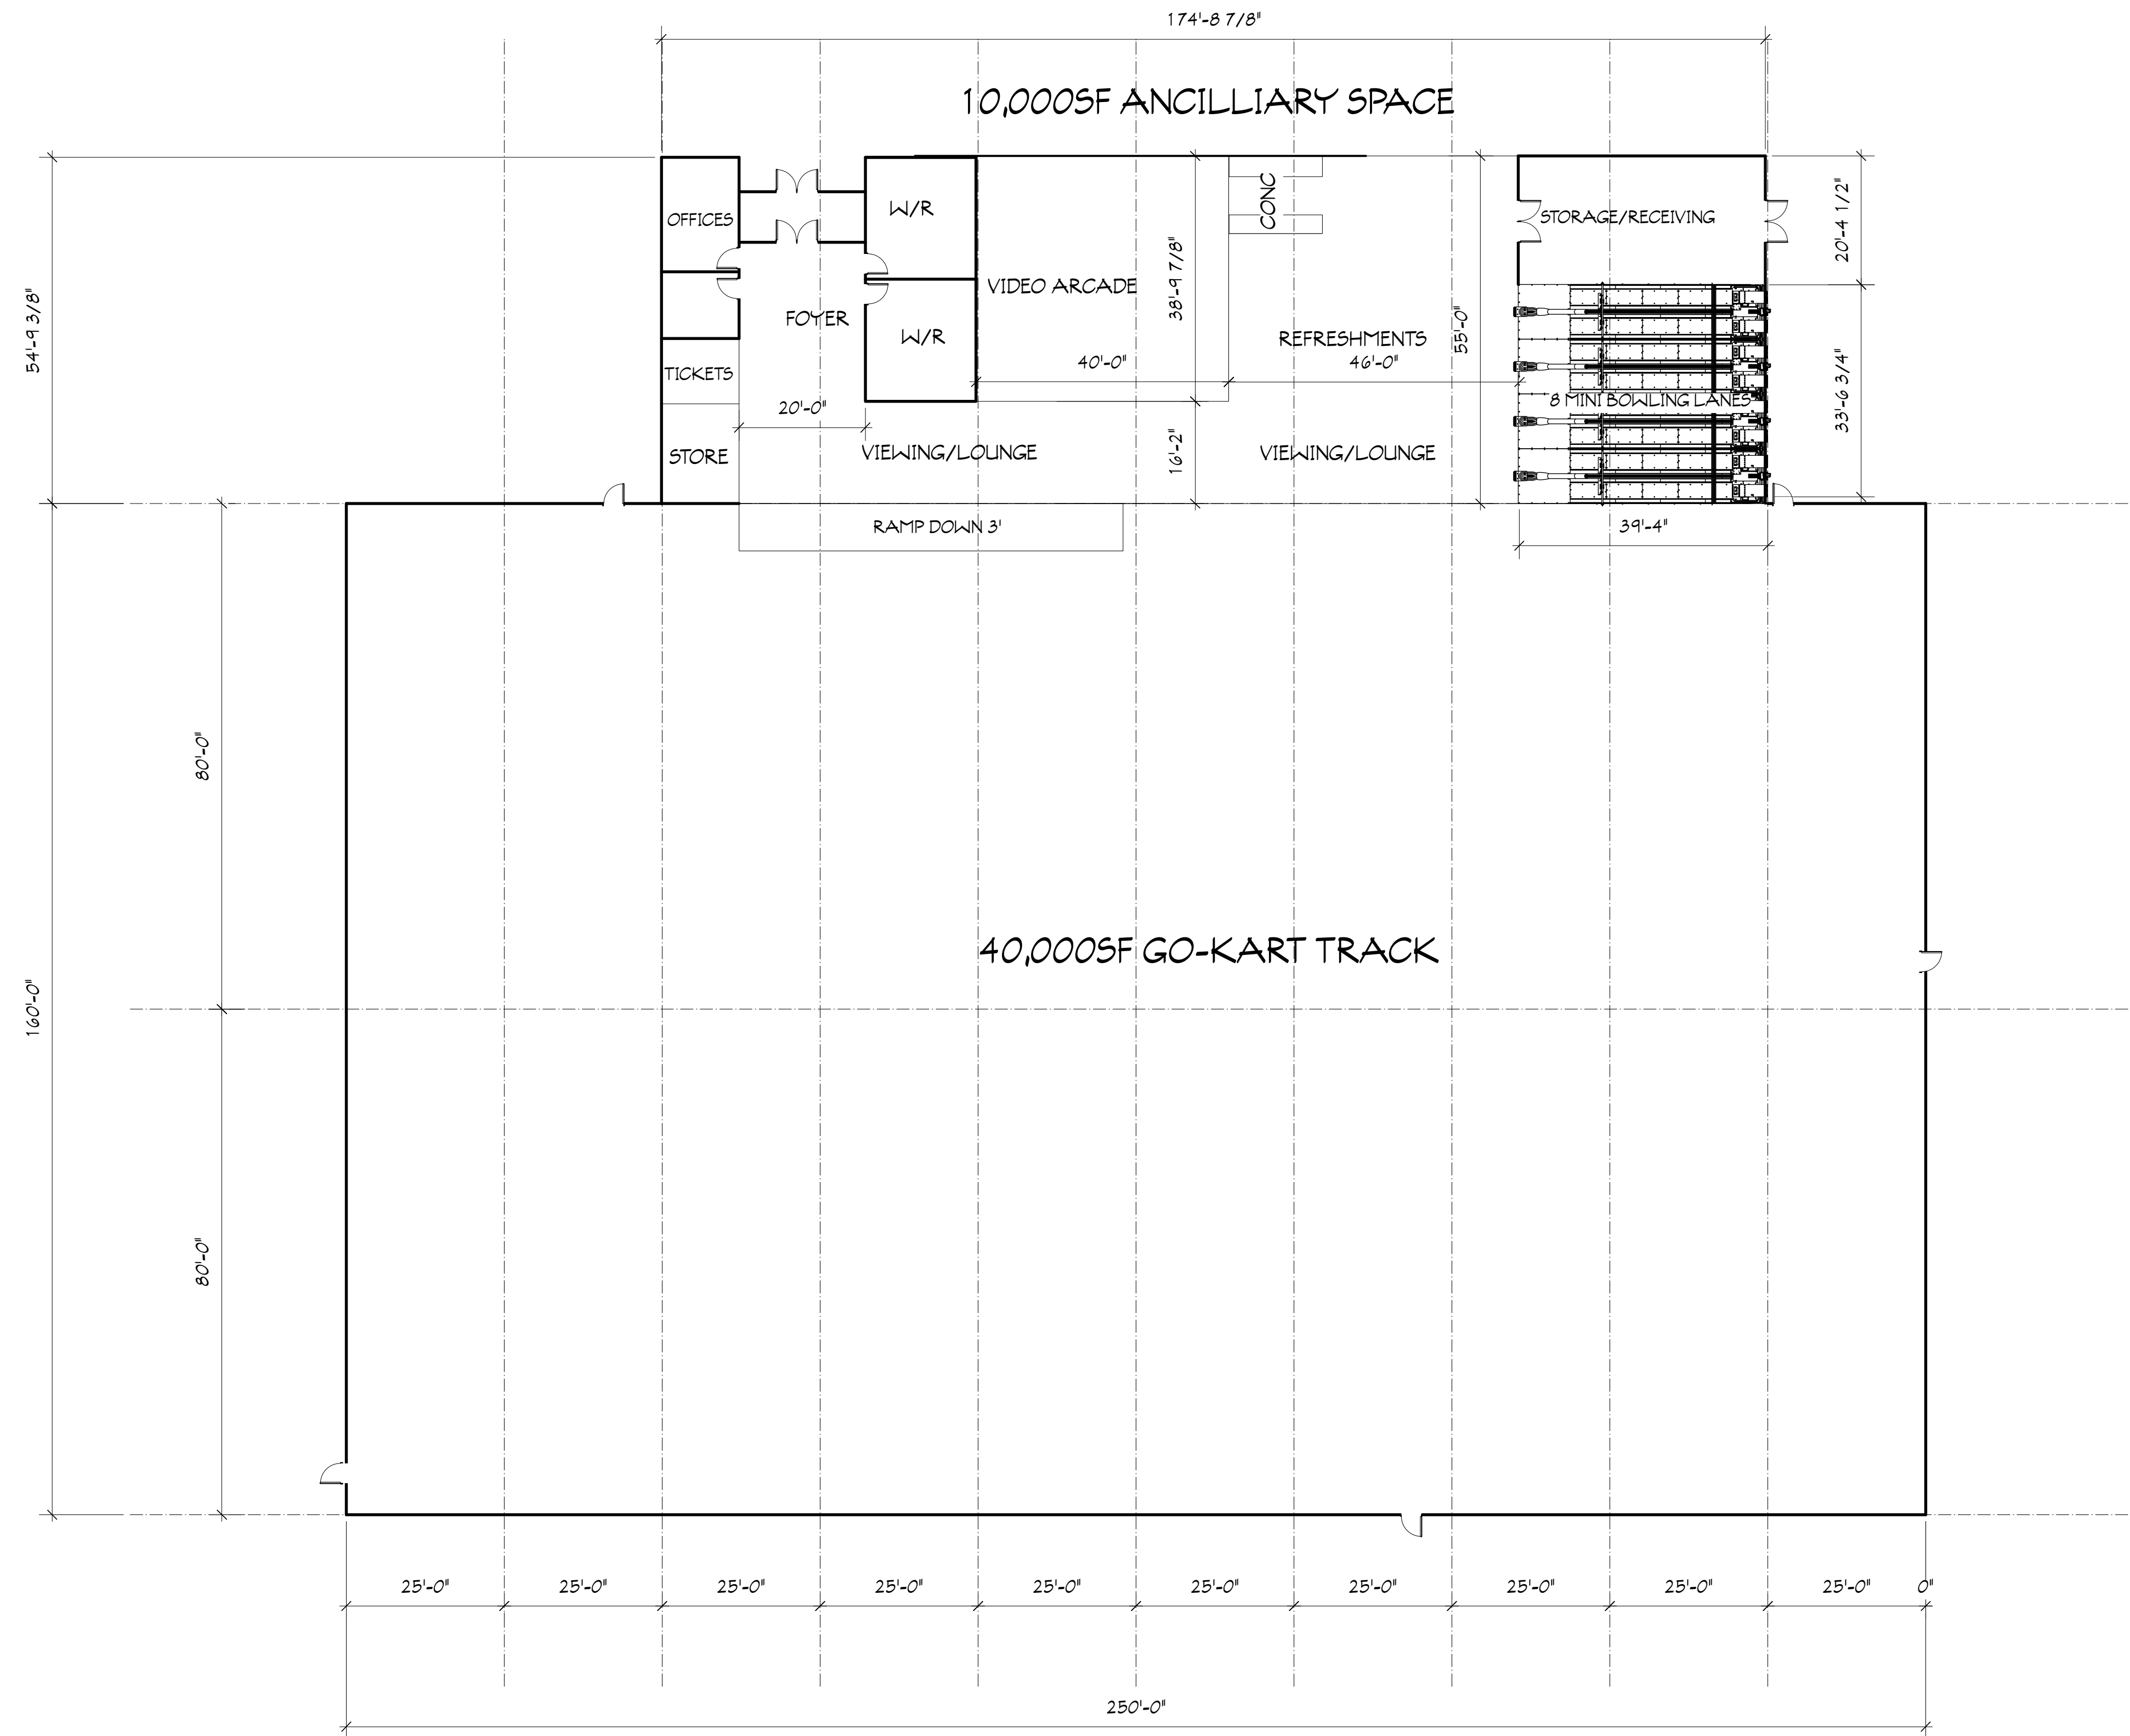 174'-8 7/8"
10,000SF ANCILLIARY SPACE
54'-9 3/8"
OFFICES
W/R
CONC
STORAGE/RECEIVING
20'-4 1/2"
VIDEO ARCADE
38'-9 7/8"
FOYER
W/R
REFRESHMENTS
55'-0"
40'-0"
46'-0"
TICKETS
20'-0"
8 MINI BOWLING LANES
33'-6 3/4"
STORE
VIEWING/LOUNGE
16'-2"
VIEWING/LOUNGE
RAMP DOWN 3'
39'-4"
80'-0"
40,000SF GO-KART TRACK
160'-0"
80'-0"
25'-0" 25'-0" 25'-0" 25'-0" 25'-0" 25'-0" 25'-0" 25'-0" 25'-0" 25'-0" 0"
250'-0"